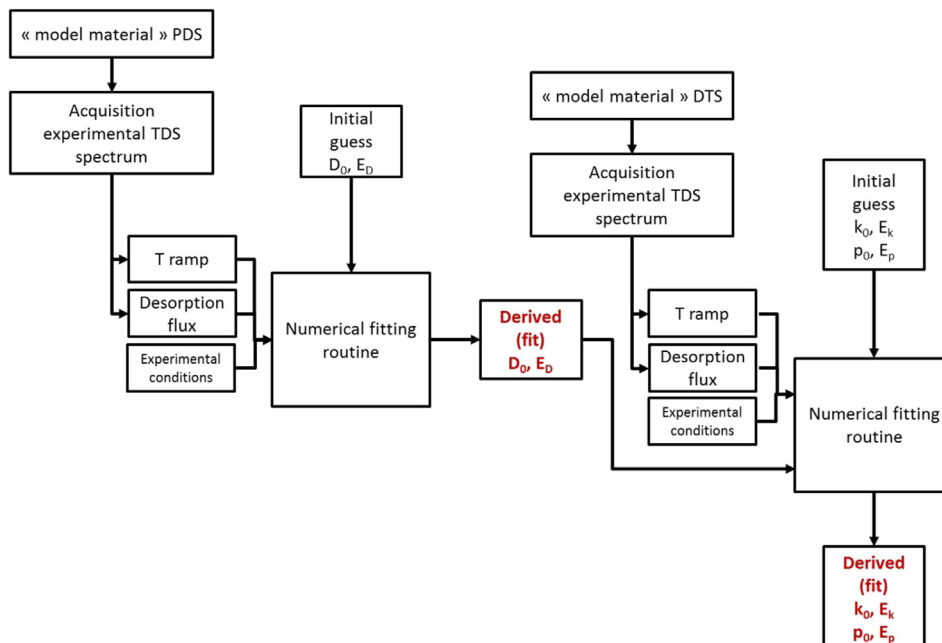 « model material » PDS
Acquisition
experimental TDS
spectrum
Initial
guess
D₀, E_D
T ramp
Desorption
flux
Experimental
conditions
Numerical fitting
routine
Derived
(fit)
D₀, E_D
« model material » DTS
Acquisition
experimental TDS
spectrum
Initial
guess
k₀, Eₖ
p₀, Eₚ
T ramp
Desorption
flux
Experimental
conditions
Numerical fitting
routine
Derived
(fit)
k₀, Eₖ
p₀, Eₚ